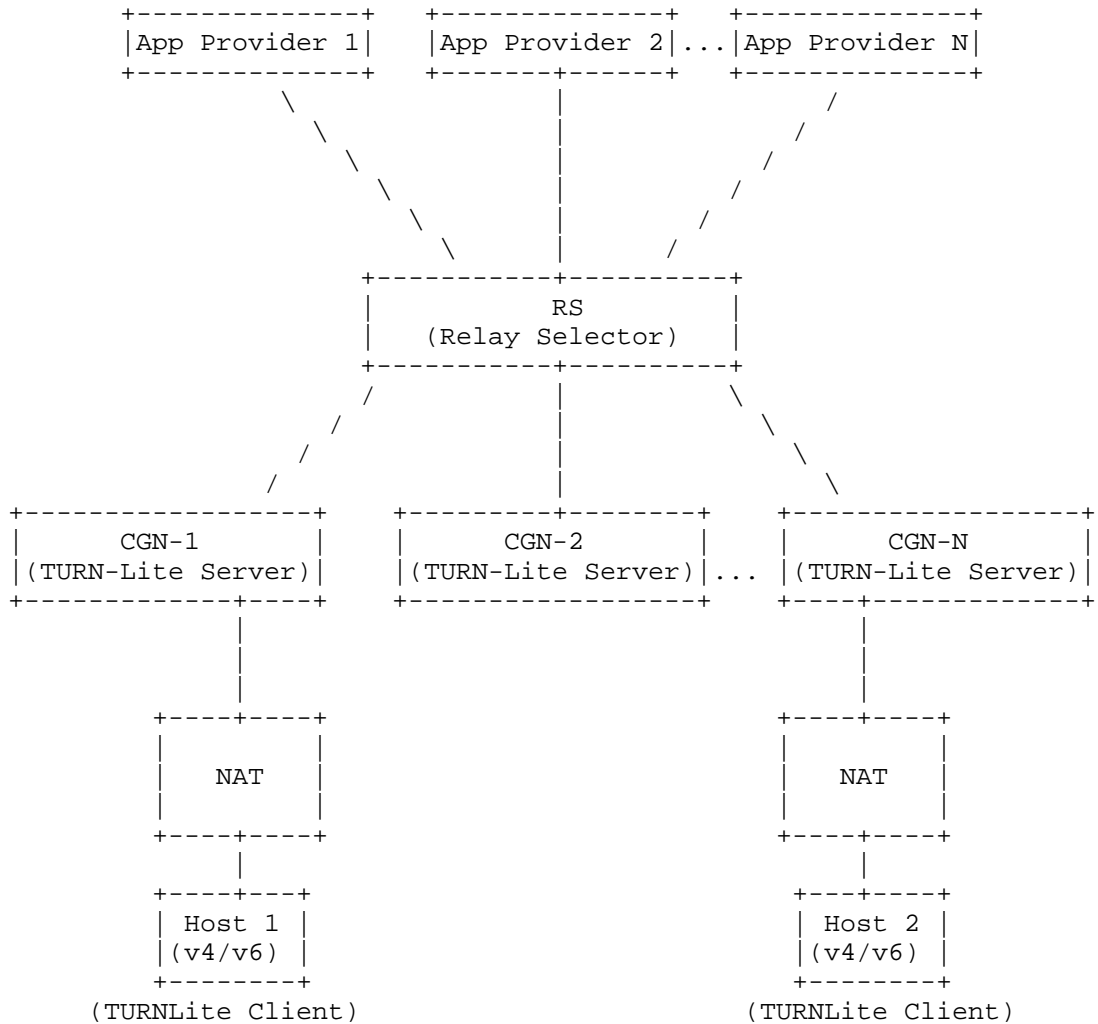 App Provider 1 App Provider 2 ... App Provider N
RS
(Relay Selector)
CGN-1 CGN-2 CGN-N
(TURN-Lite Server) (TURN-Lite Server) ... (TURN-Lite Server)
NAT NAT
Host 1 Host 2
(v4/v6) (v4/v6)
(TURNLite Client) (TURNLite Client)